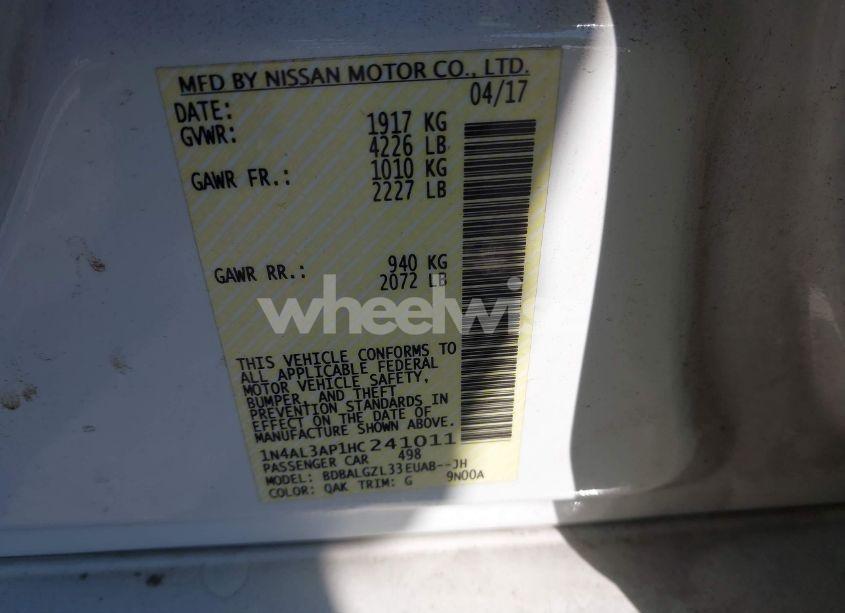 MFD BY NISSAN MOTOR CO., LTD.
DATE: 04/17
GVWR: 1917 KG
4226 LB
GAWR FR.: 1010 KG
2227 LB
GAWR RR.: 940 KG
2072 LB
wheelwis
THIS VEHICLE CONFORMS TO
ALL APPLICABLE FEDERAL
MOTOR VEHICLE SAFETY,
BUMPER, AND THEFT
PREVENTION STANDARDS IN
EFFECT ON THE DATE OF
MANUFACTURE SHOWN ABOVE.
1N4AL3AP1HC241011
PASSENGER CAR 498
MODEL: BDBALGZL33EUAB--JH
COLOR: QAK TRIM: G 9N00A